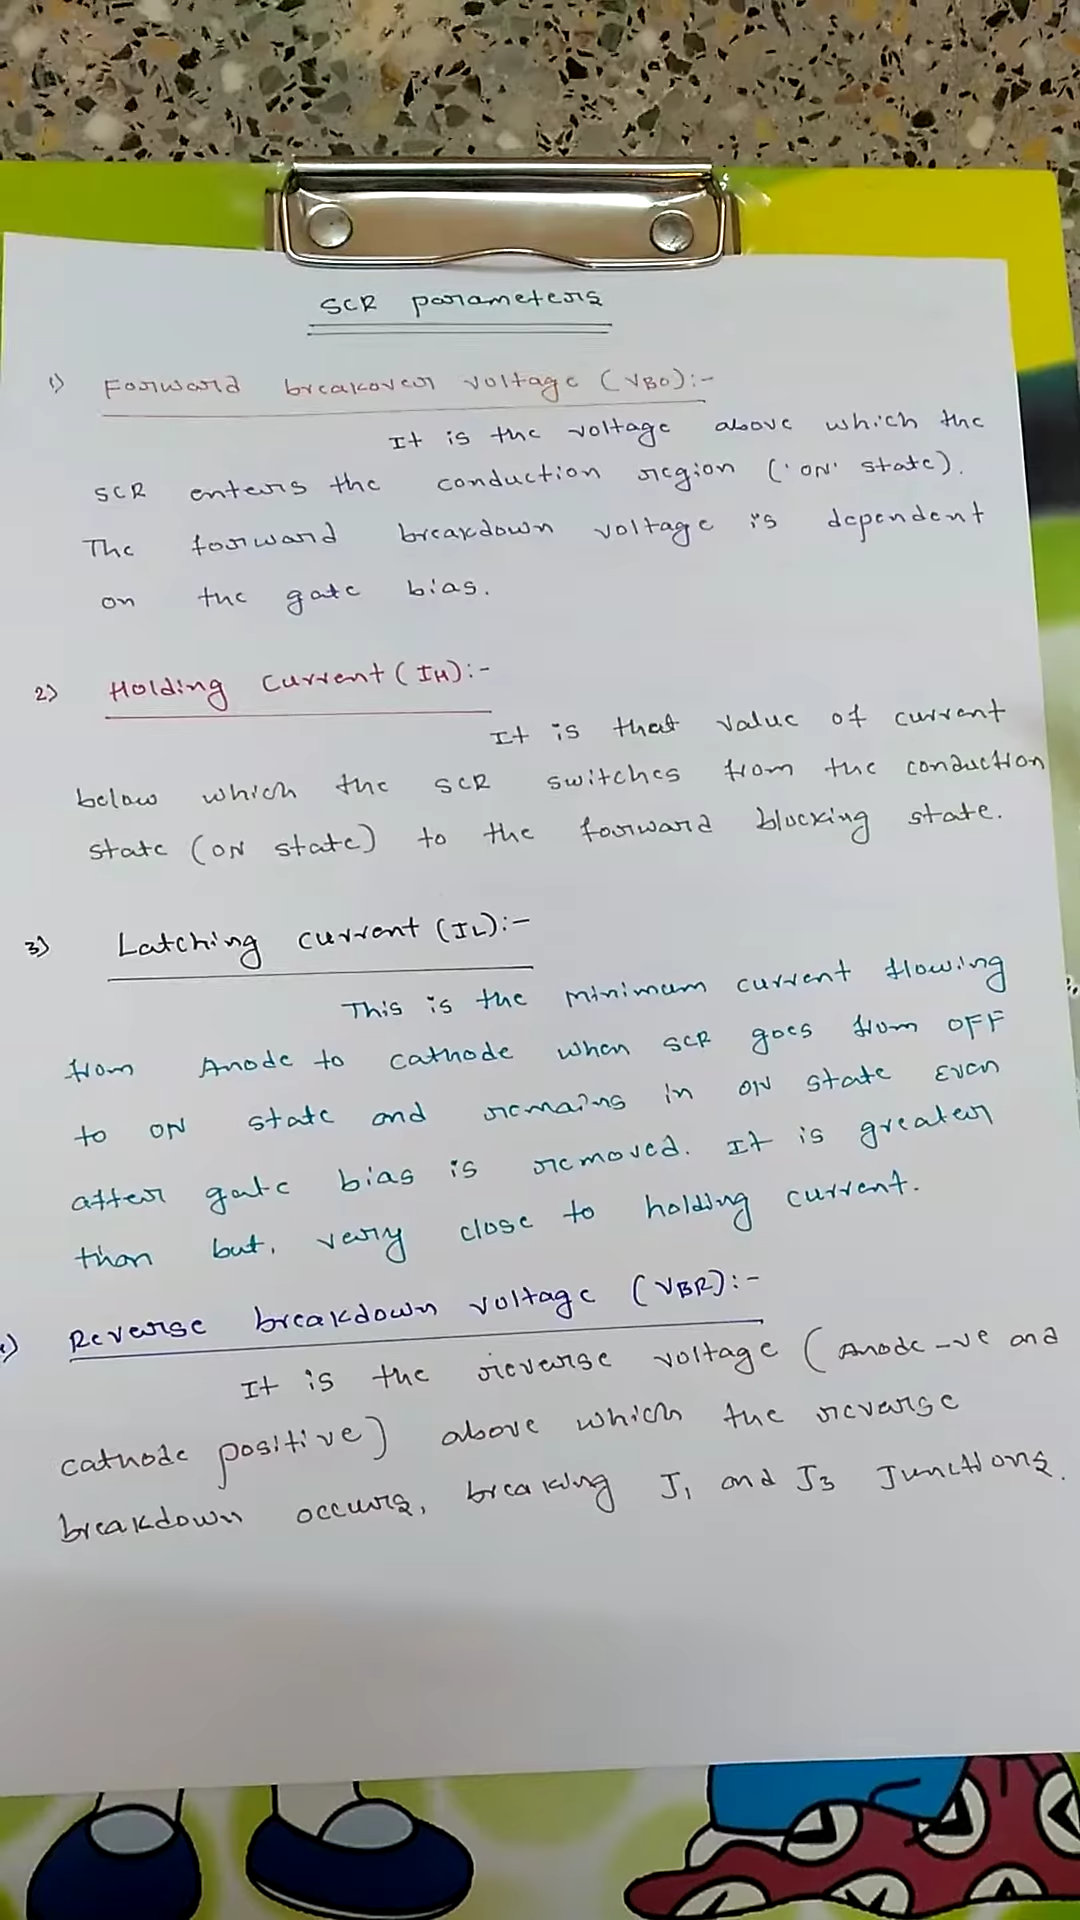 SCR parameters
1) Forward breakover voltage (VBO):-
It is the voltage above which the
SCR enters the conduction region ('ON' state).
The forward breakdown voltage is dependent
on the gate bias.
2) Holding current (IH):-
It is that value of current
below which the SCR switches from the conduction
state (ON state) to the forward blocking state.
3) Latching current (IL):-
This is the minimum current flowing
from Anode to cathode when SCR goes from OFF
to ON state and remains in ON state Even
after gate bias is removed. It is greater
than but, very close to holding current.
Reverse breakdown voltage (VBR):-
It is the reverse voltage (Anode -ve and
cathode positive) above which the reverse
breakdown occurs, breaking J1 and J3 Junctions.